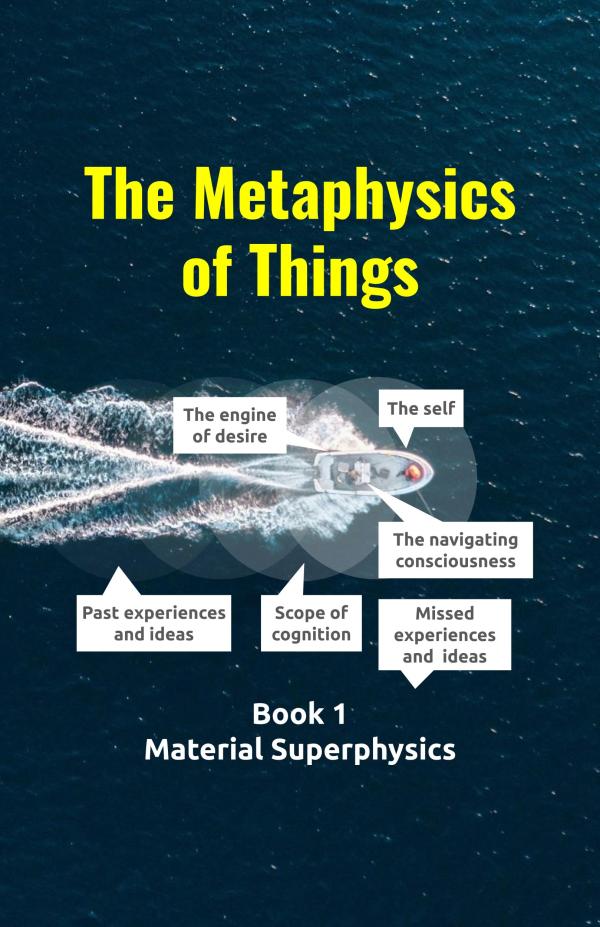 The Metaphysics
of Things
The engine
of desire
The self
The navigating
consciousness
Past experiences
and ideas
Scope of
cognition
Missed
experiences
and ideas
Book 1
Material Superphysics